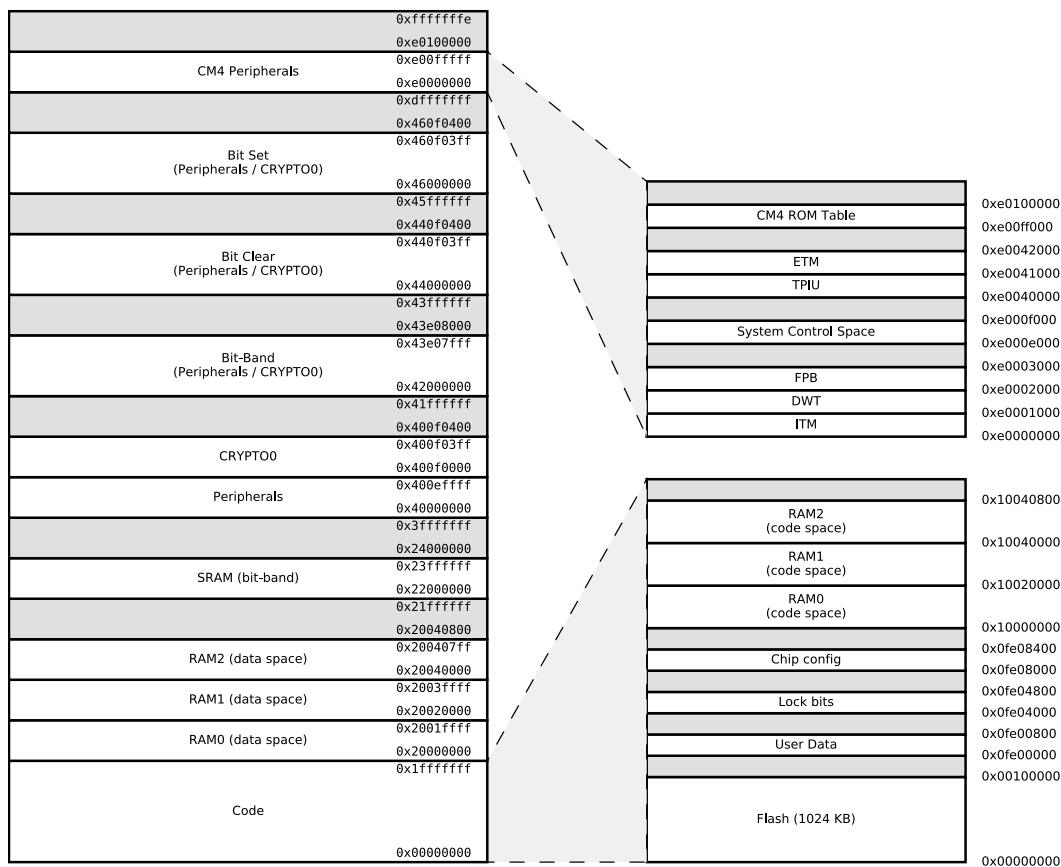 0xfffffffe
0xe0100000
0xe00fffff
CM4 Peripherals
0xe0000000
0xdfffffff
0x460f0400
0x460f03ff
Bit Set
(Peripherals / CRYPTO0)
0x46000000
0x45ffffff
0x440f0400
0x440f03ff
Bit Clear
(Peripherals / CRYPTO0)
0x44000000
0x43ffffff
0x43e08000
0x43e07fff
Bit-Band
(Peripherals / CRYPTO0)
0x42000000
0x41ffffff
0x400f0400
0x400f03ff
CRYPTO0
0x400f0000
0x400effff
Peripherals
0x40000000
0x3fffffff
0x24000000
0x23ffffff
SRAM (bit-band)
0x22000000
0x21ffffff
0x20040800
0x200407ff
RAM2 (data space)
0x20040000
0x2003ffff
RAM1 (data space)
0x20020000
0x2001ffff
RAM0 (data space)
0x20000000
0x1fffffff
Code
0x00000000
0xe0100000
CM4 ROM Table
0xe00ff000
0xe0042000
ETM
0xe0041000
TPIU
0xe0040000
0xe000f000
System Control Space
0xe000e000
0xe0003000
FPB
0xe0002000
DWT
0xe0001000
ITM
0xe0000000
0x10040800
RAM2
(code space)
0x10040000
RAM1
(code space)
0x10020000
RAM0
(code space)
0x10000000
0x0fe08400
Chip config
0x0fe08000
0x0fe04800
Lock bits
0x0fe04000
0x0fe00800
User Data
0x0fe00000
0x00100000
Flash (1024 KB)
0x00000000